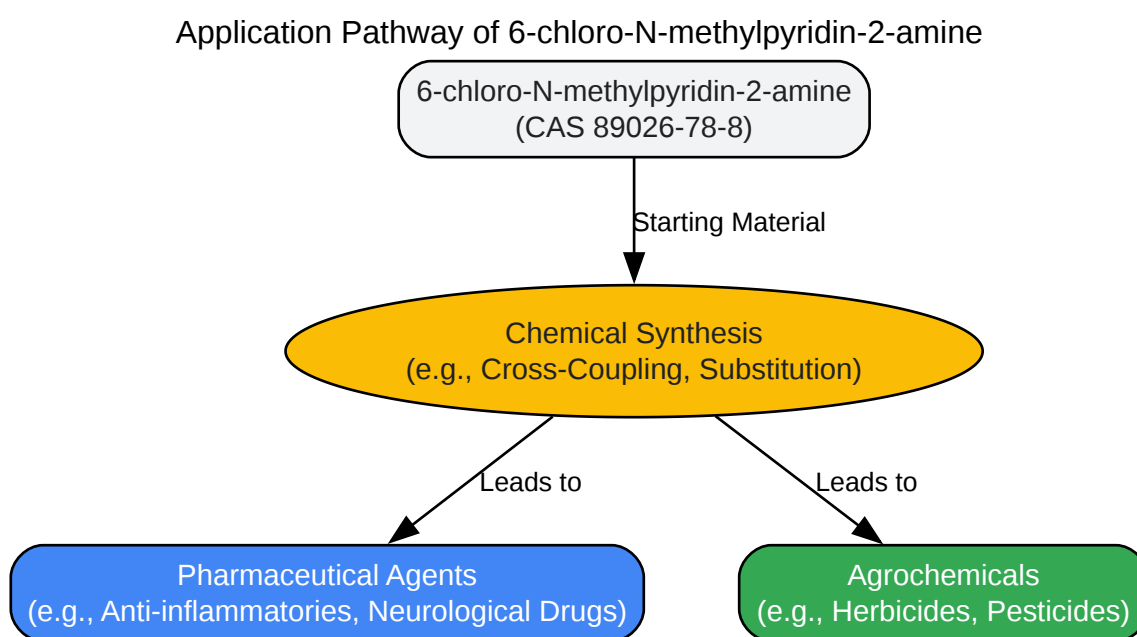 Application Pathway of 6-chloro-N-methylpyridin-2-amine
6-chloro-N-methylpyridin-2-amine
(CAS 89026-78-8)
Starting Material
Chemical Synthesis
(e.g., Cross-Coupling, Substitution)
Leads to
Leads to
Pharmaceutical Agents
(e.g., Anti-inflammatories, Neurological Drugs)
Agrochemicals
(e.g., Herbicides, Pesticides)